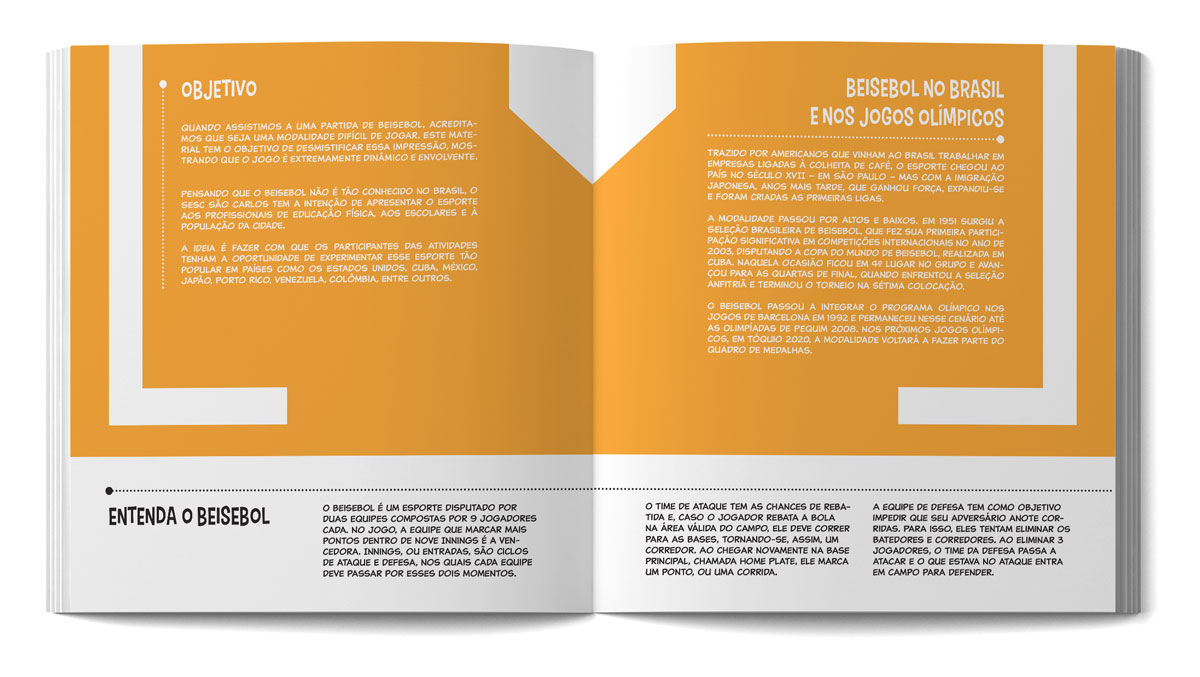 OBJETIVO
QUANDO ASSISTIMOS A UMA PARTIDA DE BEISEBOL, ACREDITA-
MOS QUE SEJA UMA MODALIDADE DIFÍCIL DE JOGAR. ESTE MATE-
RIAL TEM O OBJETIVO DE DESMISTIFICAR ESSA IMPRESSÃO, MOS-
TRANDO QUE O JOGO É EXTREMAMENTE DINÂMICO E ENVOLVENTE.
PENSANDO QUE O BEISEBOL NÃO É TÃO CONHECIDO NO BRASIL, O
SESC SÃO CARLOS TEM A INTENÇÃO DE APRESENTAR O ESPORTE
AOS PROFISSIONAIS DE EDUCAÇÃO FÍSICA, AOS ESCOLARES E À
POPULAÇÃO DA CIDADE.
A IDEIA É FAZER COM QUE OS PARTICIPANTES DAS ATIVIDADES
TENHAM A OPORTUNIDADE DE EXPERIMENTAR ESSE ESPORTE TÃO
POPULAR EM PAÍSES COMO OS ESTADOS UNIDOS, CUBA, MÉXICO,
JAPÃO, PORTO RICO, VENEZUELA, COLÔMBIA, ENTRE OUTROS.
BEISEBOL NO BRASIL
E NOS JOGOS OLÍMPICOS
TRAZIDO POR AMERICANOS QUE VINHAM AO BRASIL TRABALHAR EM
EMPRESAS LIGADAS À COLHEITA DE CAFÉ, O ESPORTE CHEGOU AO
PAÍS NO SÉCULO XVII – EM SÃO PAULO – MAS COM A IMIGRAÇÃO
JAPONESA, ANOS MAIS TARDE, QUE GANHOU FORÇA, EXPANDIU-SE
E FORAM CRIADAS AS PRIMEIRAS LIGAS.
A MODALIDADE PASSOU POR ALTOS E BAIXOS. EM 1951 SURGIU A
SELEÇÃO BRASILEIRA DE BEISEBOL, QUE FEZ SUA PRIMEIRA PARTICI-
PAÇÃO SIGNIFICATIVA EM COMPETIÇÕES INTERNACIONAIS NO ANO DE
2003, DISPUTANDO A COPA DO MUNDO DE BEISEBOL, REALIZADA EM
CUBA. NAQUELA OCASIÃO FICOU EM 4º LUGAR NO GRUPO E AVAN-
ÇOU PARA AS QUARTAS DE FINAL, QUANDO ENFRENTOU A SELEÇÃO
ANFITRIÃ E TERMINOU O TORNEIO NA SÉTIMA COLOCAÇÃO.
O BEISEBOL PASSOU A INTEGRAR O PROGRAMA OLÍMPICO NOS
JOGOS DE BARCELONA EM 1992 E PERMANECEU NESSE CENÁRIO ATÉ
AS OLIMPÍADAS DE PEQUIM 2008. NOS PRÓXIMOS JOGOS OLÍMPI-
COS, EM TÓQUIO 2020, A MODALIDADE VOLTARÁ A FAZER PARTE DO
QUADRO DE MEDALHAS.
ENTENDA O BEISEBOL
O BEISEBOL É UM ESPORTE DISPUTADO POR
DUAS EQUIPES COMPOSTAS POR 9 JOGADORES
CADA. NO JOGO, A EQUIPE QUE MARCAR MAIS
PONTOS DENTRO DE NOVE INNINGS É A VEN-
CEDORA. INNINGS, OU ENTRADAS, SÃO CICLOS
DE ATAQUE E DEFESA, NOS QUAIS CADA EQUIPE
DEVE PASSAR POR ESSES DOIS MOMENTOS.
O TIME DE ATAQUE TEM AS CHANCES DE REBA-
TIDA E, CASO O JOGADOR REBATA A BOLA
NA ÁREA VÁLIDA DO CAMPO, ELE DEVE CORRER
PARA AS BASES, TORNANDO-SE, ASSIM, UM
CORREDOR. AO CHEGAR NOVAMENTE NA BASE
PRINCIPAL, CHAMADA HOME PLATE, ELE MARCA
UM PONTO, OU UMA CORRIDA.
A EQUIPE DE DEFESA TEM COMO OBJETIVO
IMPEDIR QUE SEU ADVERSÁRIO ANOTE COR-
RIDAS. PARA ISSO, ELES TENTAM ELIMINAR OS
BATEDORES E CORREDORES. AO ELIMINAR 3
JOGADORES, O TIME DA DEFESA PASSA A
ATACAR E O QUE ESTAVA NO ATAQUE ENTRA
EM CAMPO PARA DEFENDER.